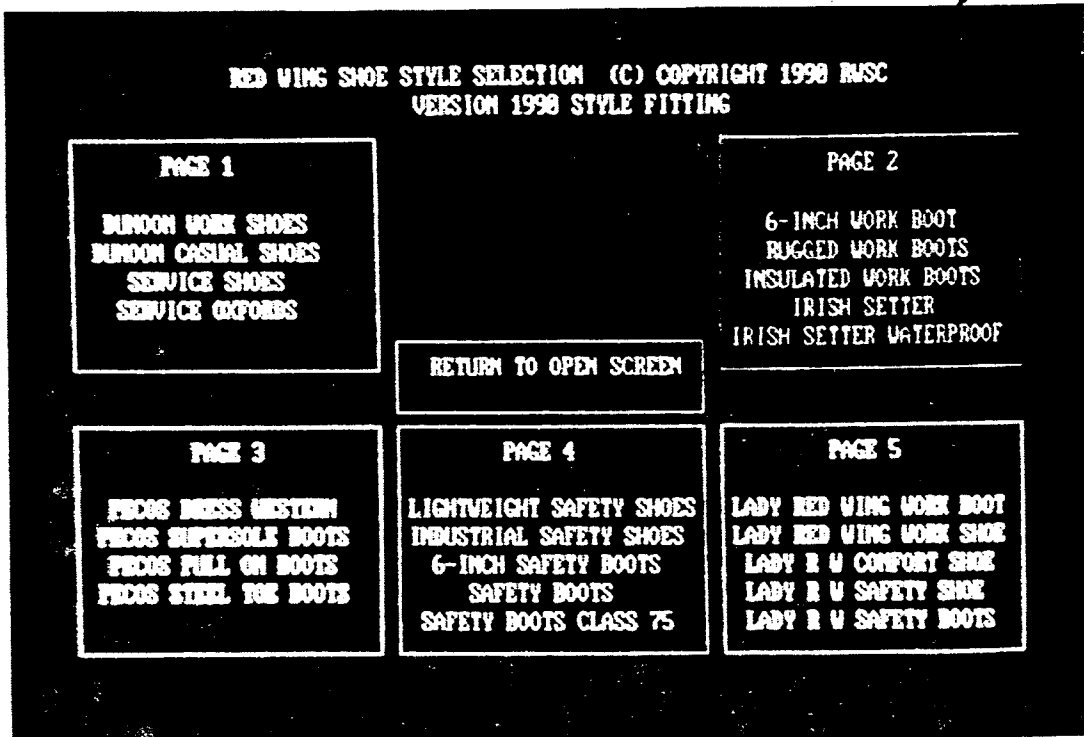 RED WING SHOE STYLE SELECTION (C) COPYRIGHT 1990 RWSC
VERSION 1990 STYLE FITTING
PAGE 1
DUNOON WORK SHOES
DUNOON CASUAL SHOES
SERVICE SHOES
SERVICE OXFORDS
PAGE 2
6-INCH WORK BOOT
RUGGED WORK BOOTS
INSULATED WORK BOOTS
IRISH SETTER
IRISH SETTER WATERPROOF
RETURN TO OPEN SCREEN
PAGE 3
PECOS DRESS WESTERN
PECOS SUPERSOLE BOOTS
PECOS PULL ON BOOTS
PECOS STEEL TOE BOOTS
PAGE 4
LIGHTWEIGHT SAFETY SHOES
INDUSTRIAL SAFETY SHOES
6-INCH SAFETY BOOTS
SAFETY BOOTS
SAFETY BOOTS CLASS 75
PAGE 5
LADY RED WING WORK BOOT
LADY RED WING WORK SHOE
LADY R W COMFORT SHOE
LADY R W SAFETY SHOE
LADY R W SAFETY BOOTS